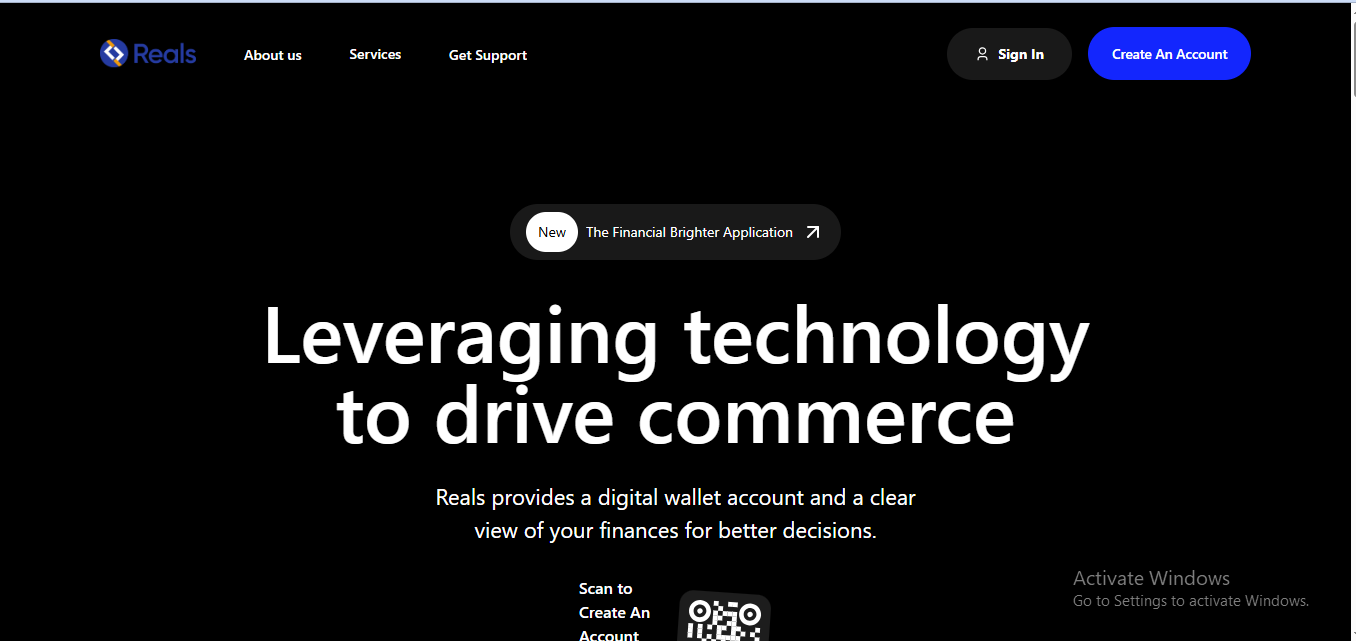 Reals
About us
Services
Get Support
Sign In
Create An Account
New
The Financial Brighter Application
Leveraging technology
to drive commerce
Reals provides a digital wallet account and a clear
view of your finances for better decisions.
Scan to
Create An
Account
Activate Windows
Go to Settings to activate Windows.